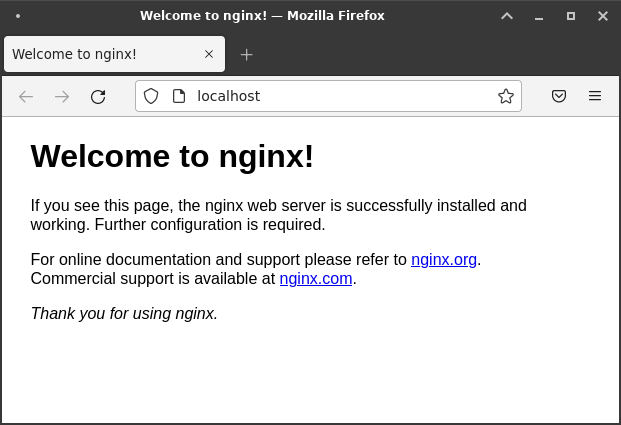 Welcome to nginx! — Mozilla Firefox
Welcome to nginx!
localhost
Welcome to nginx!
If you see this page, the nginx web server is successfully installed and
working. Further configuration is required.
For online documentation and support please refer to nginx.org.
Commercial support is available at nginx.com.
Thank you for using nginx.